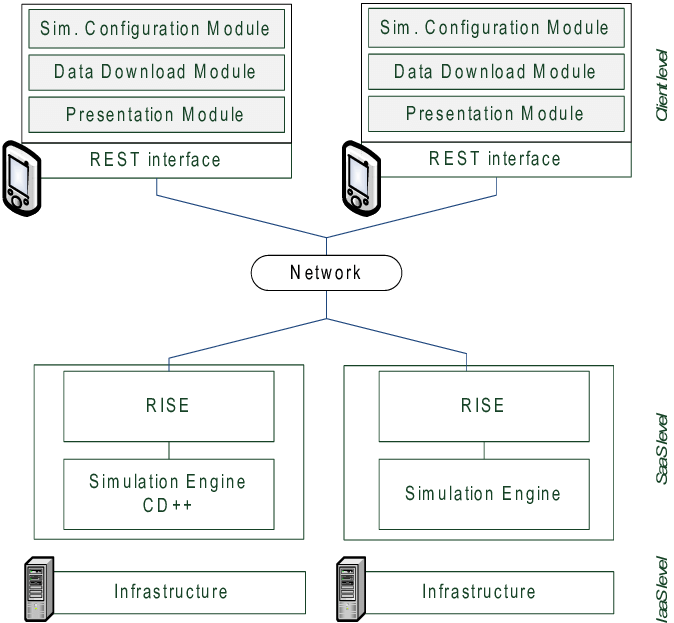 Sim. Configuration Module
Data Download Module
Presentation Module
REST interface
Sim. Configuration Module
Data Download Module
Presentation Module
REST interface
Client level
Network
RISE
Simulation Engine
CD++
RISE
Simulation Engine
SaaS level
Infrastructure
Infrastructure
IaaS level